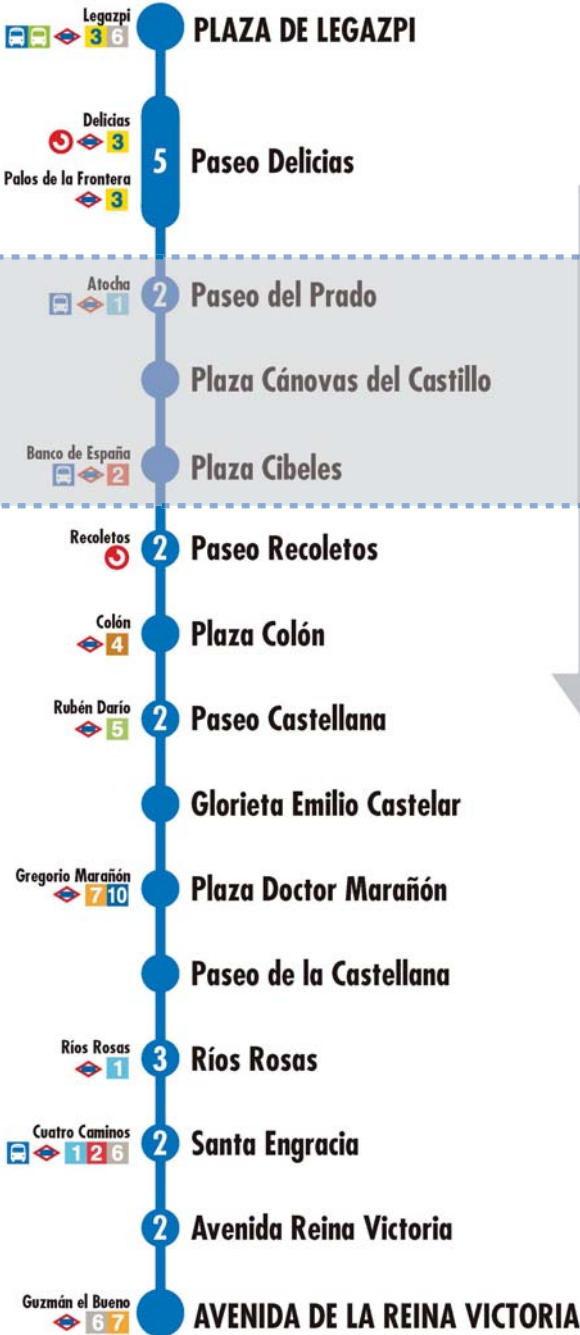 Legazpi
3 6
PLAZA DE LEGAZPI
Delicias
3
5
Paseo Delicias
Palos de la Frontera
3
Atocha
1
2
Paseo del Prado
Plaza Cánovas del Castillo
Banco de España
2
Plaza Cibeles
Recoletos
2
Paseo Recoletos
Colón
4
Plaza Colón
Rubén Darío
5
2
Paseo Castellana
Glorieta Emilio Castelar
Gregorio Marañón
7 10
Plaza Doctor Marañón
Paseo de la Castellana
Ríos Rosas
1
3
Ríos Rosas
Cuatro Caminos
1 2 6
2
Santa Engracia
2
Avenida Reina Victoria
Guzmán el Bueno
6 7
AVENIDA DE LA REINA VICTORIA